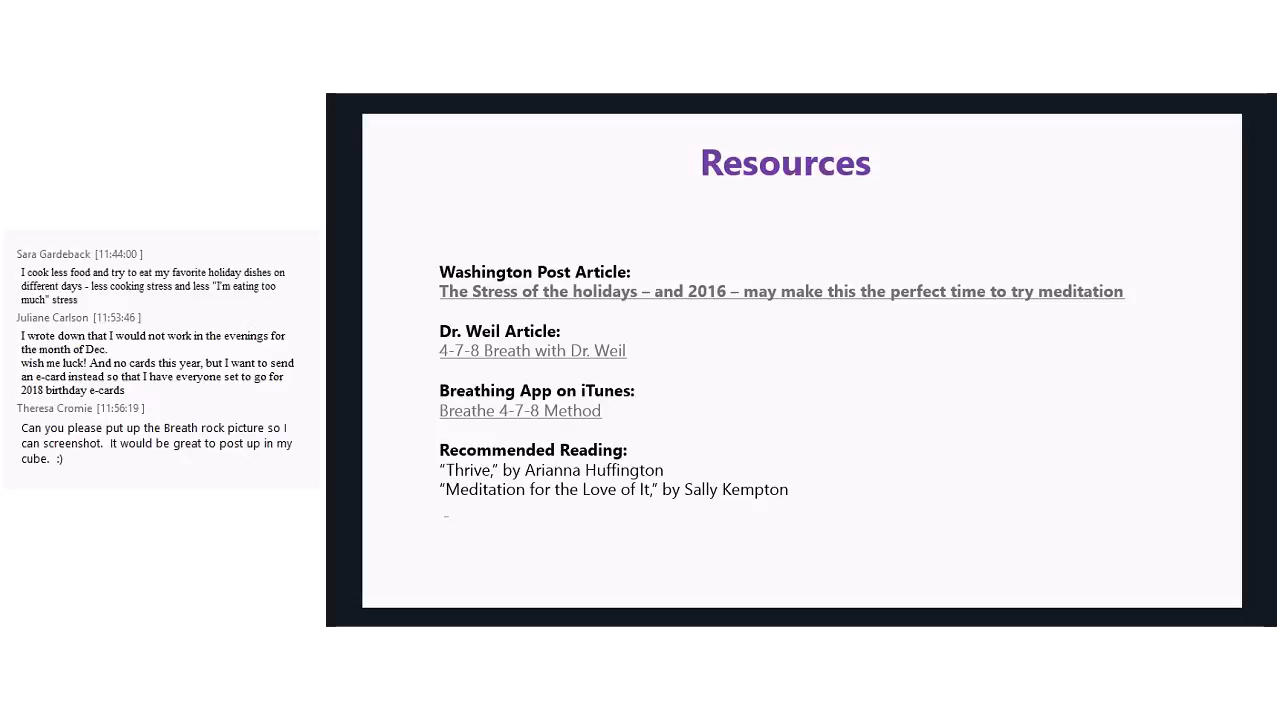 Sara Gardeback [11:44:00 ]
I cook less food and try to eat my favorite holiday dishes on
different days - less cooking stress and less "I'm eating too
much" stress
Juliane Carlson [11:53:46 ]
I wrote down that I would not work in the evenings for
the month of Dec.
wish me luck! And no cards this year, but I want to send
an e-card instead so that I have everyone set to go for
2018 birthday e-cards
Theresa Cromie [11:56:19 ]
Can you please put up the Breath rock picture so I
can screenshot.  It would be great to post up in my
cube.  :)
Resources
Washington Post Article:
The Stress of the holidays – and 2016 – may make this the perfect time to try meditation
Dr. Weil Article:
4-7-8 Breath with Dr. Weil
Breathing App on iTunes:
Breathe 4-7-8 Method
Recommended Reading:
“Thrive,” by Arianna Huffington
“Meditation for the Love of It,” by Sally Kempton